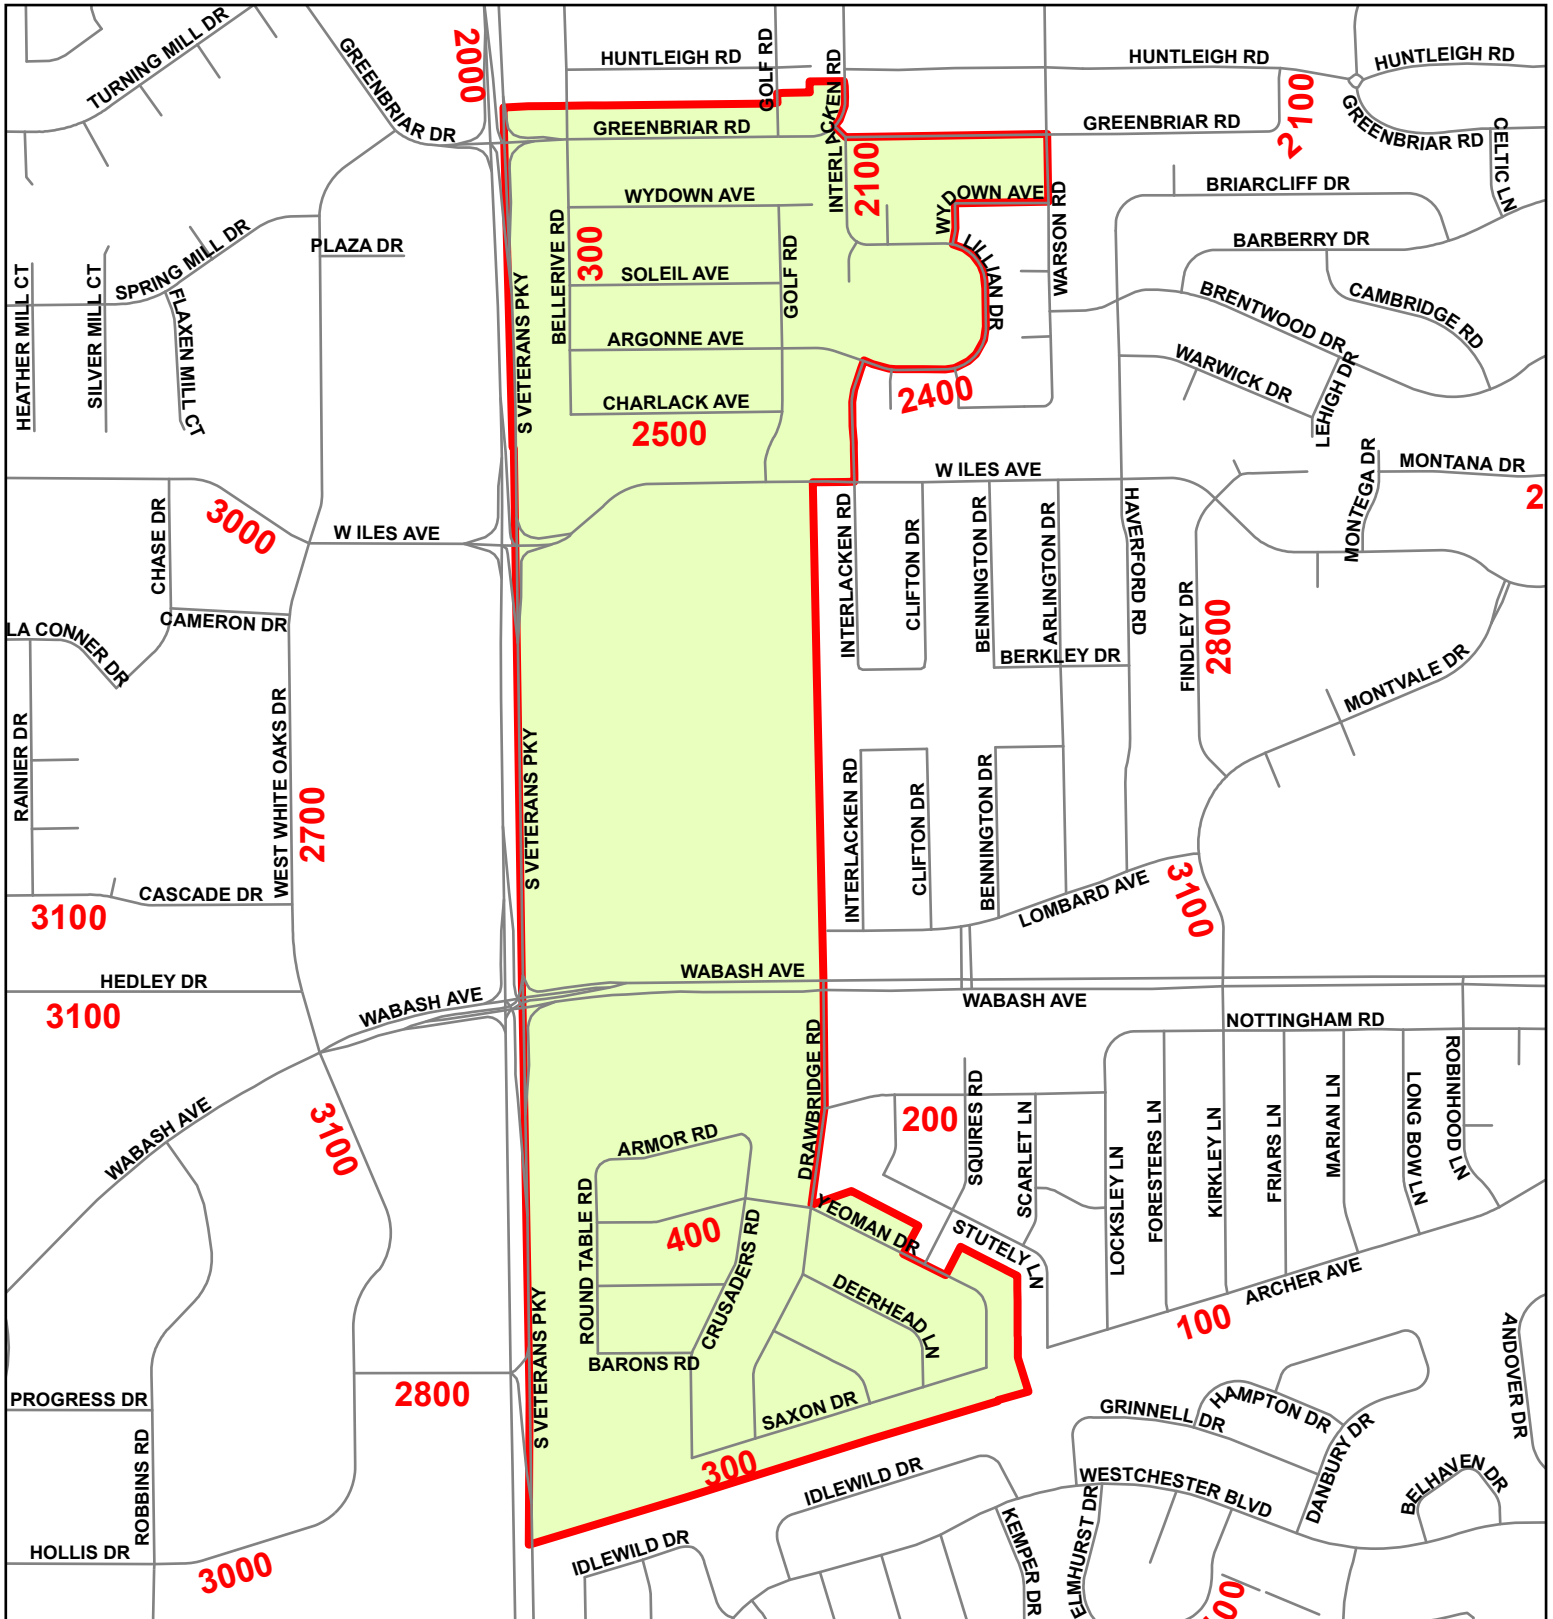 TURNING MILL DR
GREENBRIAR DR
2000
HUNTLEIGH RD
GOLF RD
INTERLACKEN RD
HUNTLEIGH RD
HUNTLEIGH RD
2100
GREENBRIAR RD
GREENBRIAR RD
GREENBRIAR RD
CELTIC LN
2100
WYDOWN AVE
WYDOWN AVE
BRIARCLIFF DR
WARSON RD
BARBERRY DR
PLAZA DR
SPRING MILL DR
HEATHER MILL CT
SILVER MILL CT
FLAXEN MILL CT
S VETERANS PKY
BELLERIVE RD
300
SOLEIL AVE
GOLF RD
LILLIAN DR
BRENTWOOD DR
CAMBRIDGE RD
ARGONNE AVE
WARWICK DR
LEHIGH DR
CHARLACK AVE
2400
2500
W ILES AVE
MONTEGA DR
MONTANA DR
2
3000
CHASE DR
W ILES AVE
INTERLACKEN RD
CLIFTON DR
BENNINGTON DR
ARLINGTON DR
HAVERFORD RD
FINDLEY DR
2800
CAMERON DR
LA CONNER DR
BERKLEY DR
MONTVALE DR
RAINIER DR
WEST WHITE OAKS DR
2700
S VETERANS PKY
INTERLACKEN RD
CLIFTON DR
BENNINGTON DR
LOMBARD AVE
3100
CASCADE DR
3100
HEDLEY DR
3100
WABASH AVE
WABASH AVE
WABASH AVE
NOTTINGHAM RD
DRAWBRIDGE RD
WABASH AVE
3100
200
SQUIRES RD
SCARLET LN
LOCKSLEY LN
FORESTERS LN
KIRKLEY LN
FRIARS LN
MARIAN LN
LONG BOW LN
ROBINHOOD LN
ARMOR RD
ROUND TABLE RD
400
CRUSADERS RD
YEOMAN DR
STUTELY LN
DEERHEAD LN
ARCHER AVE
100
BARONS RD
S VETERANS PKY
SAXON DR
300
2800
PROGRESS DR
ROBBINS RD
HOLLIS DR
3000
ANDOVER DR
HAMPTON DR
GRINNELL DR
DANBURY DR
WESTCHESTER BLVD
BELHAVEN DR
IDLEWILD DR
IDLEWILD DR
KEMPER DR
ELMHURST DR
00